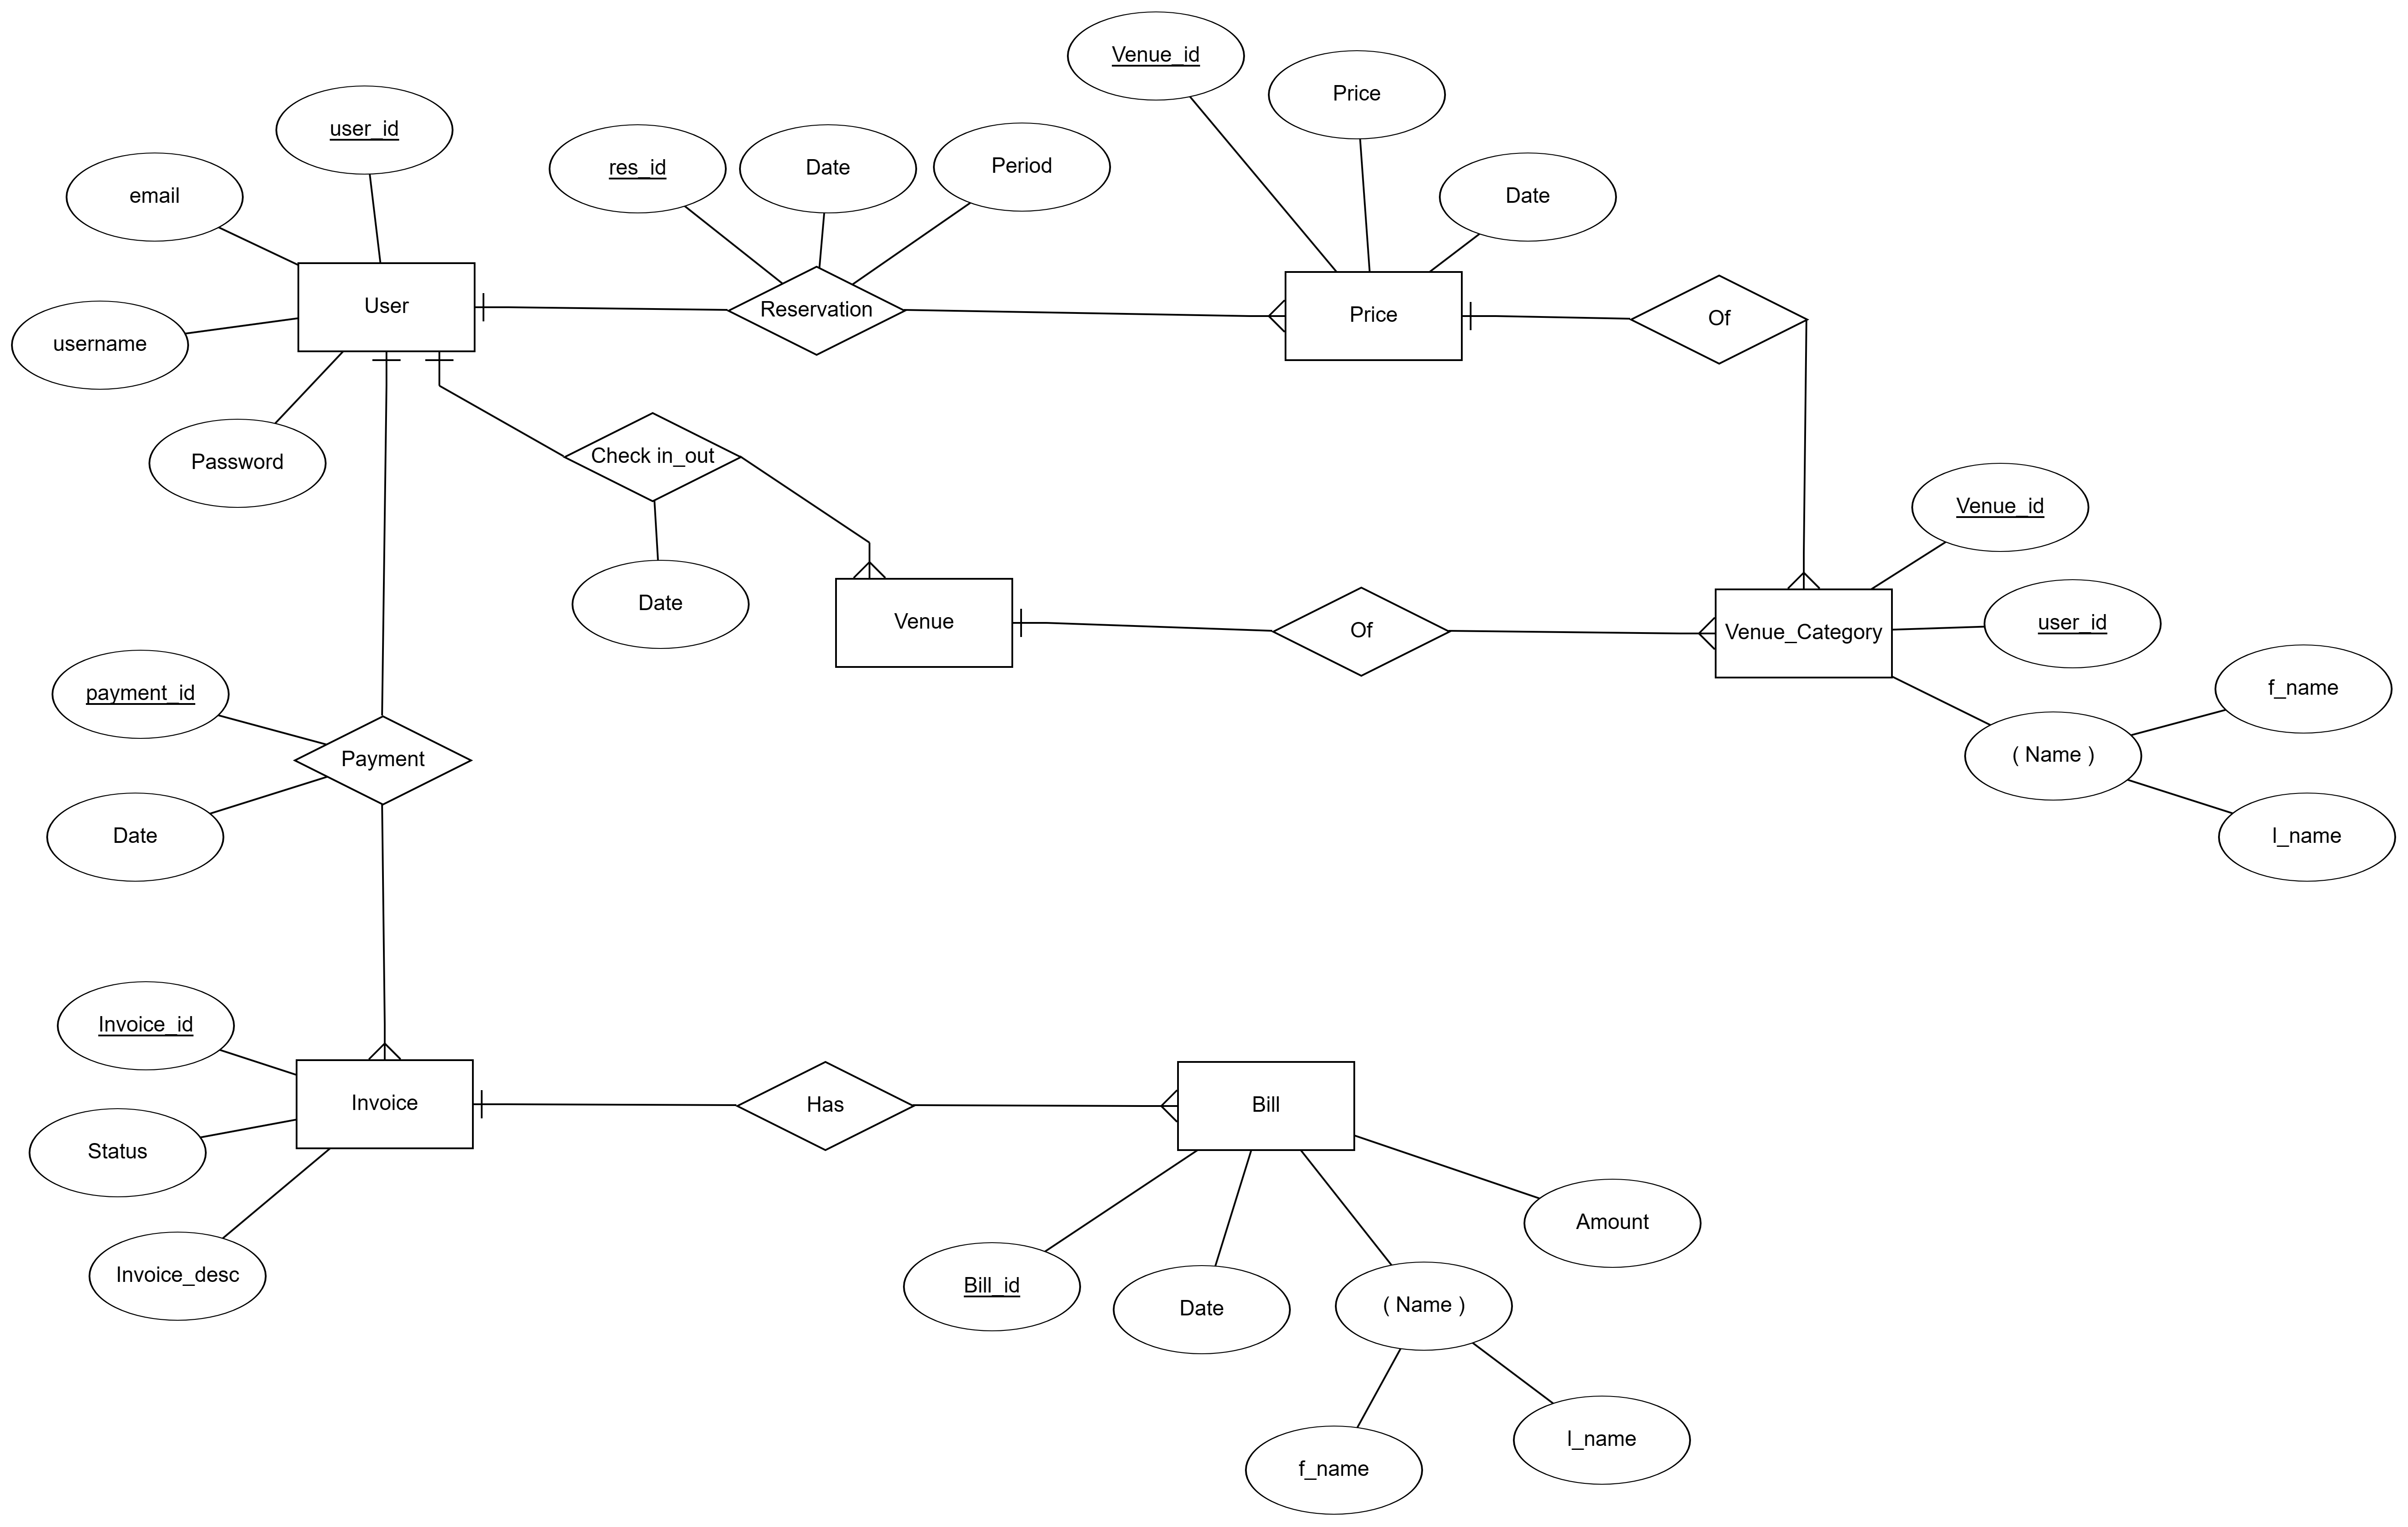 Venue_id
Price
user_id
email
res_id
Date
Period
Date
User
Reservation
Price
Of
username
Password
Check in_out
Venue_id
Date
Venue
Of
Venue_Category
user_id
f_name
payment_id
Payment
( Name )
Date
l_name
Invoice_id
Invoice
Has
Bill
Status
Amount
Invoice_desc
Bill_id
Date
( Name )
f_name
l_name